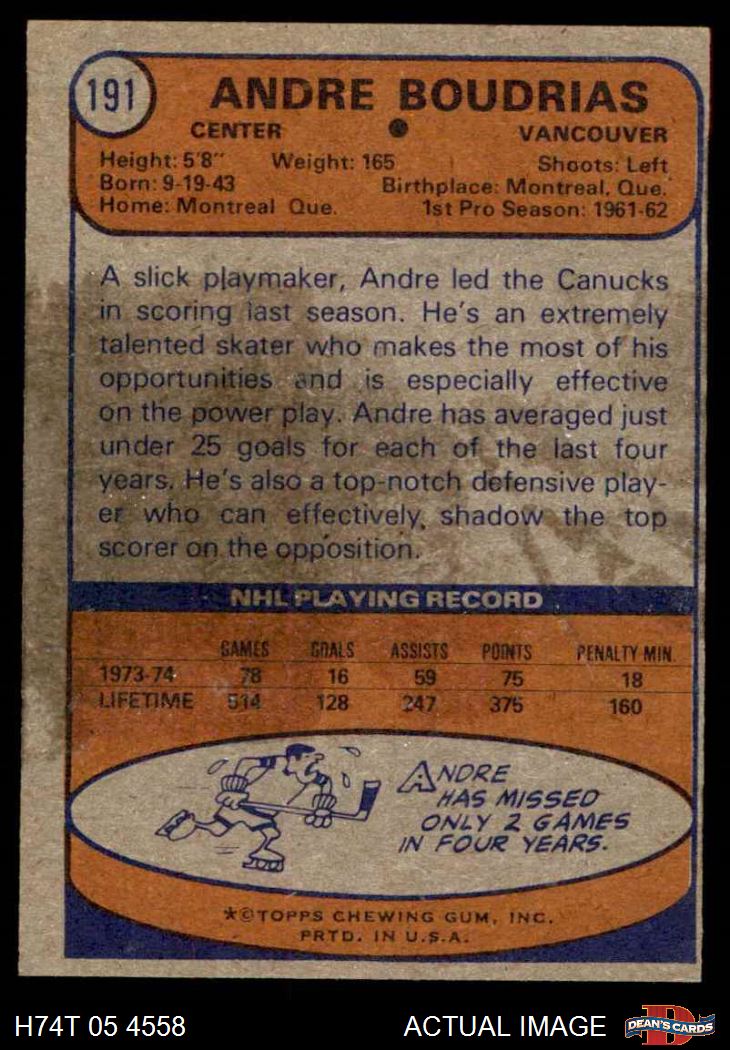 191
ANDRE BOUDRIAS
CENTER ● VANCOUVER
Height: 5'8" Weight: 165 Shoots: Left
Born: 9-19-43 Birthplace: Montreal, Que.
Home: Montreal Que. 1st Pro Season: 1961-62
A slick playmaker, Andre led the Canucks
in scoring last season. He's an extremely
talented skater who makes the most of his
opportunities and is especially effective
on the power play. Andre has averaged just
under 25 goals for each of the last four
years. He's also a top-notch defensive play-
er who can effectively shadow the top
scorer on the opposition.
NHL PLAYING RECORD
GAMES GOALS ASSISTS POINTS PENALTY MIN.
1973-74 78 16 59 75 18
LIFETIME 514 128 247 375 160
ANDRE
HAS MISSED
ONLY 2 GAMES
IN FOUR YEARS.
*©TOPPS CHEWING GUM, INC.
PRTD. IN U.S.A.
H74T 05 4558 ACTUAL IMAGE
D
DEAN'S CARDS